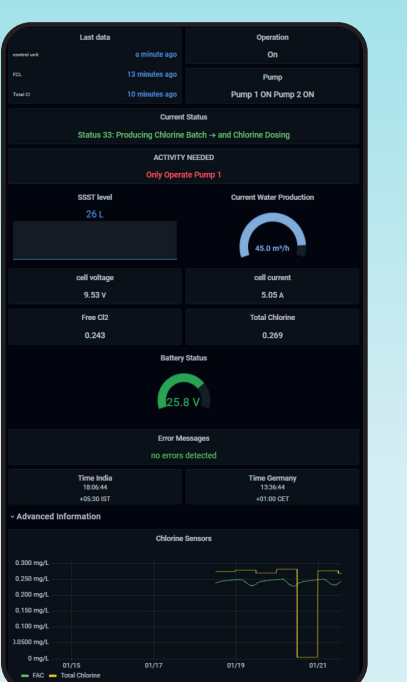 Last data
control unit a minute ago
FCL 13 minutes ago
Total Cl 10 minutes ago
Operation
On
Pump
Pump 1 ON Pump 2 ON
Current Status
Status 33: Producing Chlorine Batch → and Chlorine Dosing
ACTIVITY NEEDED
Only Operate Pump 1
SSST level
26 L
Current Water Production
45.0 m³/h
cell voltage
9.53 V
cell current
5.05 A
Free Cl2
0.243
Total Chlorine
0.269
Battery Status
25.8 V
Error Messages
no errors detected
Time India
18:06:44
+05:30 IST
Time Germany
13:36:44
+01:00 CET
Advanced Information
Chlorine Sensors
0.300 mg/L
0.250 mg/L
0.200 mg/L
0.150 mg/L
0.100 mg/L
0.0500 mg/L
0 mg/L
01/15 01/17 01/19 01/21
FAC Total Chlorine